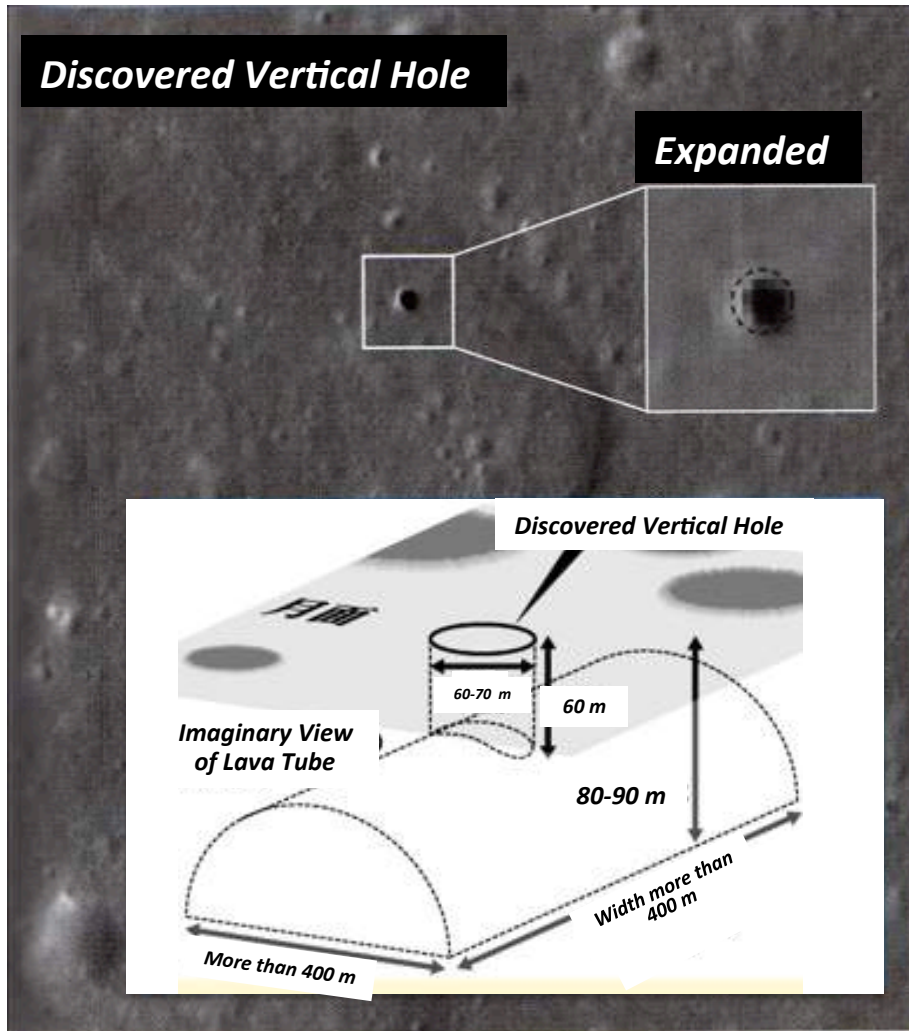 Discovered Vertical Hole
Expanded
Discovered Vertical Hole
月面
60-70 m
60 m
Imaginary View
of Lava Tube
80-90 m
Width more than
400 m
More than 400 m